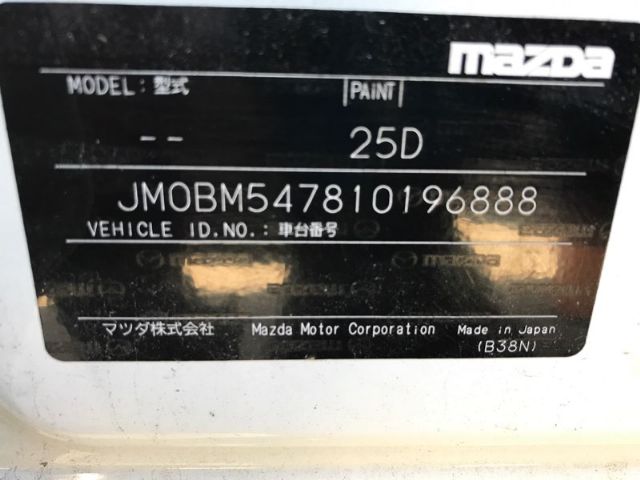 mazda
MODEL: 型式 PAINT
-- 25D
JM0BM547810196888
VEHICLE ID.NO.: 車台番号
mazda
マツダ株式会社 Mazda Motor Corporation Made in Japan
(B38N)